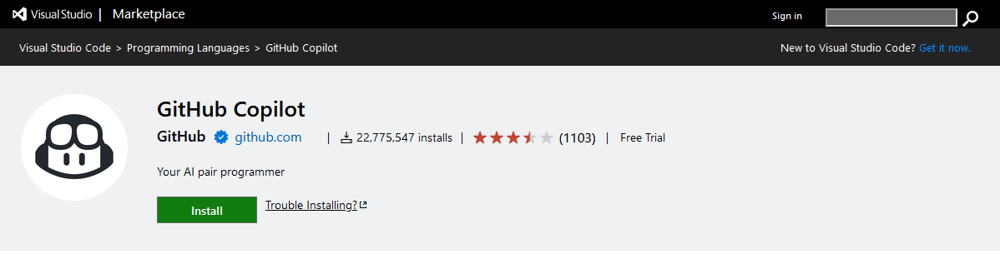 Visual Studio | Marketplace Sign in
Visual Studio Code > Programming Languages > GitHub Copilot New to Visual Studio Code? Get it now.
GitHub Copilot
GitHub github.com | 22,775,547 installs | (1103) | Free Trial
Your AI pair programmer
Install Trouble Installing?